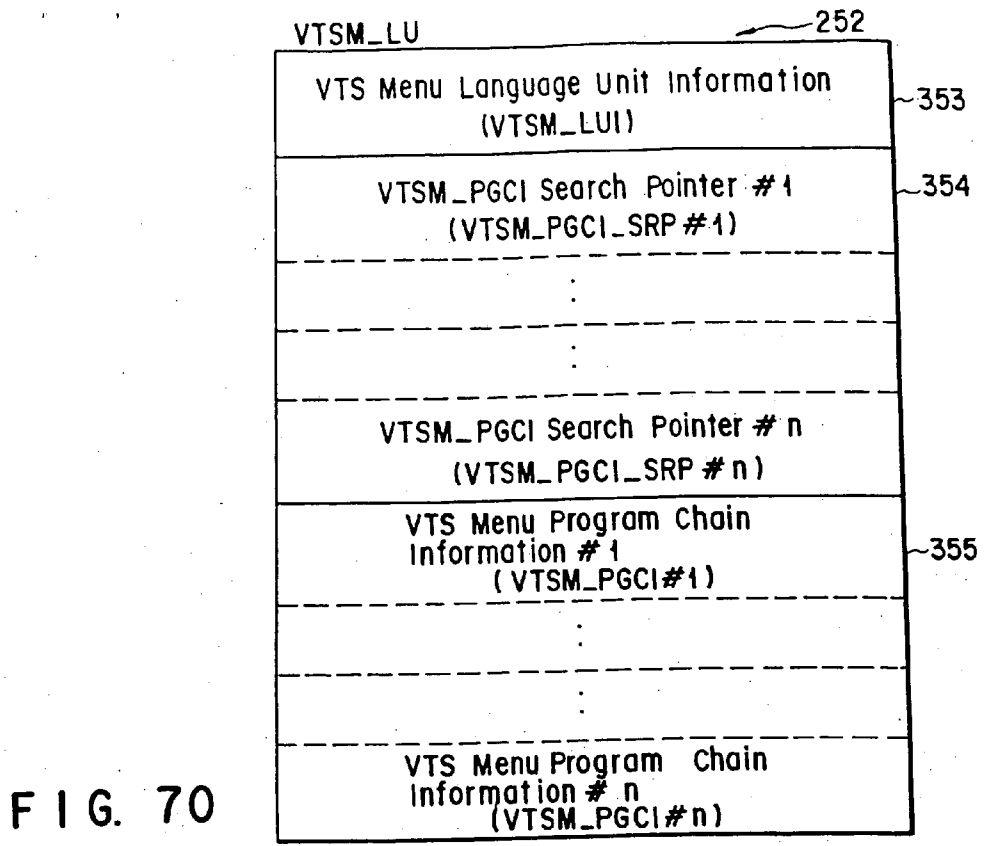 VTSM_LU
252
VTS Menu Language Unit Information
(VTSM_LUI)
353
VTSM_PGCI Search Pointer #1
(VTSM_PGCI_SRP #1)
354
VTSM_PGCI Search Pointer # n
(VTSM_PGCI_SRP # n)
VTS Menu Program Chain
Information # 1
(VTSM_PGCI#1)
355
VTS Menu Program Chain
Information # n
(VTSM_PGCI#n)
FIG. 70